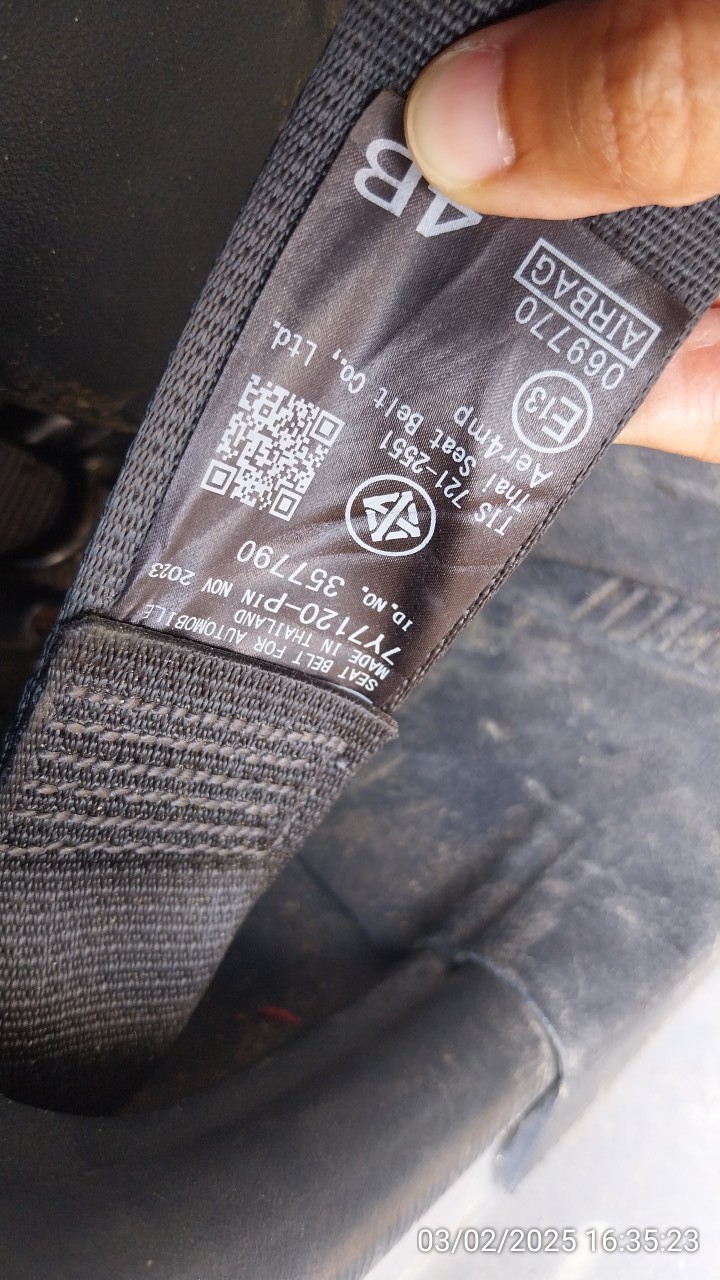 SEAT BELT FOR AUTOMOBILE
MADE IN THAILAND
7Y7120-P1N NOV 2023
ID.NO. 357790
TIS 721-2551
Thai Seat Belt Co., Ltd.
Aer4mp
E13
069770
AIRBAG
4B
03/02/2025 16:35:23